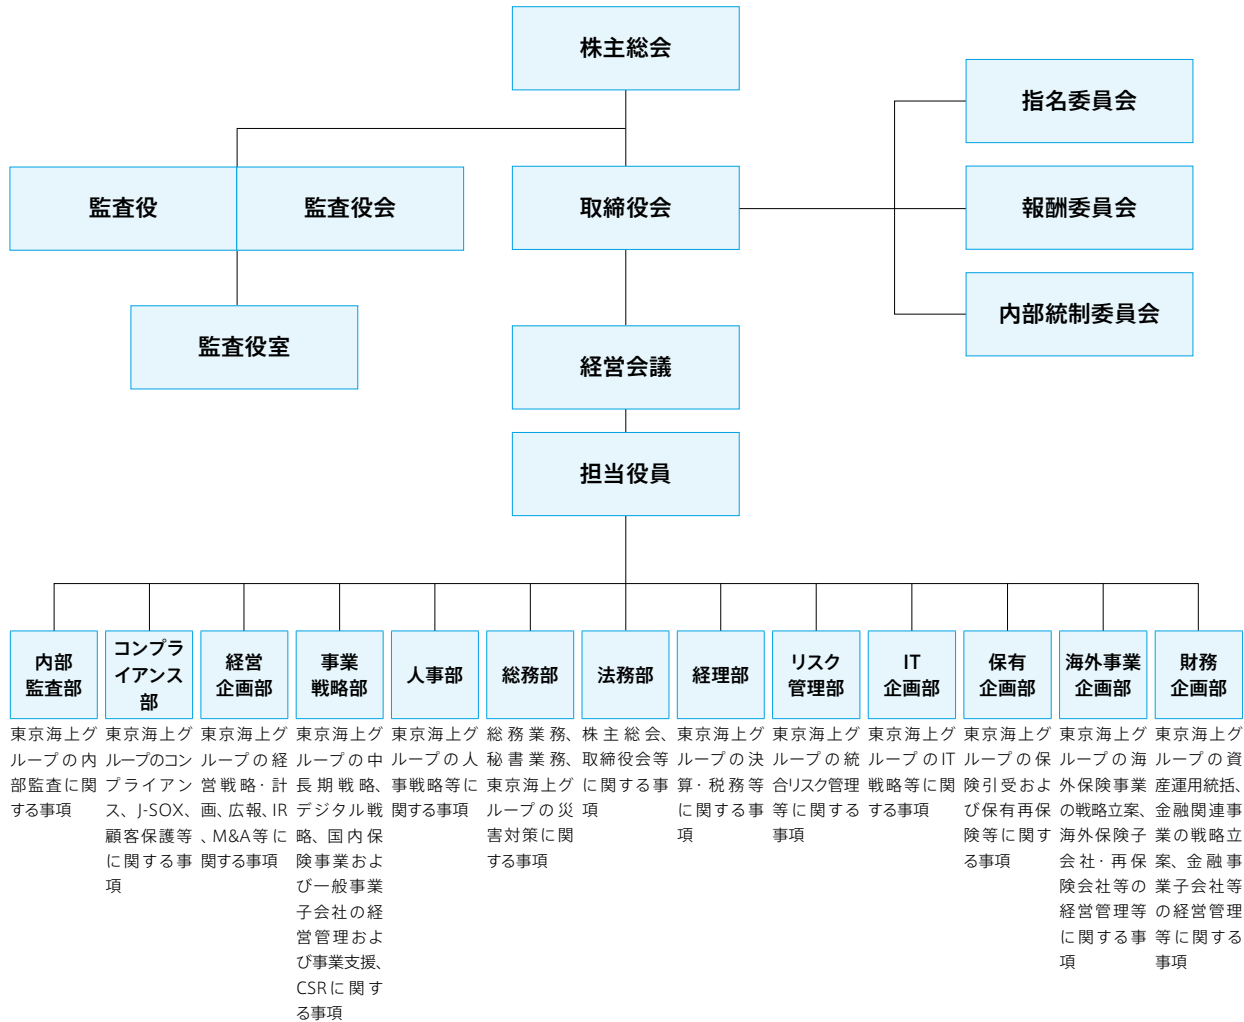 株主総会
指名委員会
監査役
監査役会
取締役会
報酬委員会
内部統制委員会
監査役室
経営会議
担当役員
内部
監査部
東京海上グ
ループの内
部監査に関
する事項
コンプラ
イアンス
部
東京海上グ
ループのコン
プライアン
ス、J-SOX、
顧客保護等
に関する事
項
経営
企画部
東京海上グ
ループの経
営戦略・計
画、広報、IR
、M&A等に
関する事項
事業
戦略部
東京海上グ
ループの中
長期戦略、
デジタル戦
略、国内保
険事業およ
び一般事業
子会社の経
営管理およ
び事業支援、
CSRに関す
る事項
人事部
東京海上グ
ループの人
事戦略等に
関する事項
総務部
総務業務、
秘書業務、
東京海上グ
ループの災
害対策に関
する事項
法務部
株主総会、
取締役会等
に関する事
項
経理部
東京海上グ
ループの決
算・税務等
に関する事
項
リスク
管理部
東京海上グ
ループの統
合リスク管理
等に関する
事項
IT
企画部
東京海上グ
ループのIT
戦略等に関
する事項
保有
企画部
東京海上グ
ループの保
険引受およ
び保有再保
険等に関す
る事項
海外事業
企画部
東京海上グ
ループの海
外保険事業
の戦略立案、
海外保険子
会社・再保
険会社等の
経営管理等
に関する事
項
財務
企画部
東京海上グ
ループの資
産運用統括、
金融関連事
業の戦略立
案、金融事
業子会社等
の経営管理
等に関する
事項